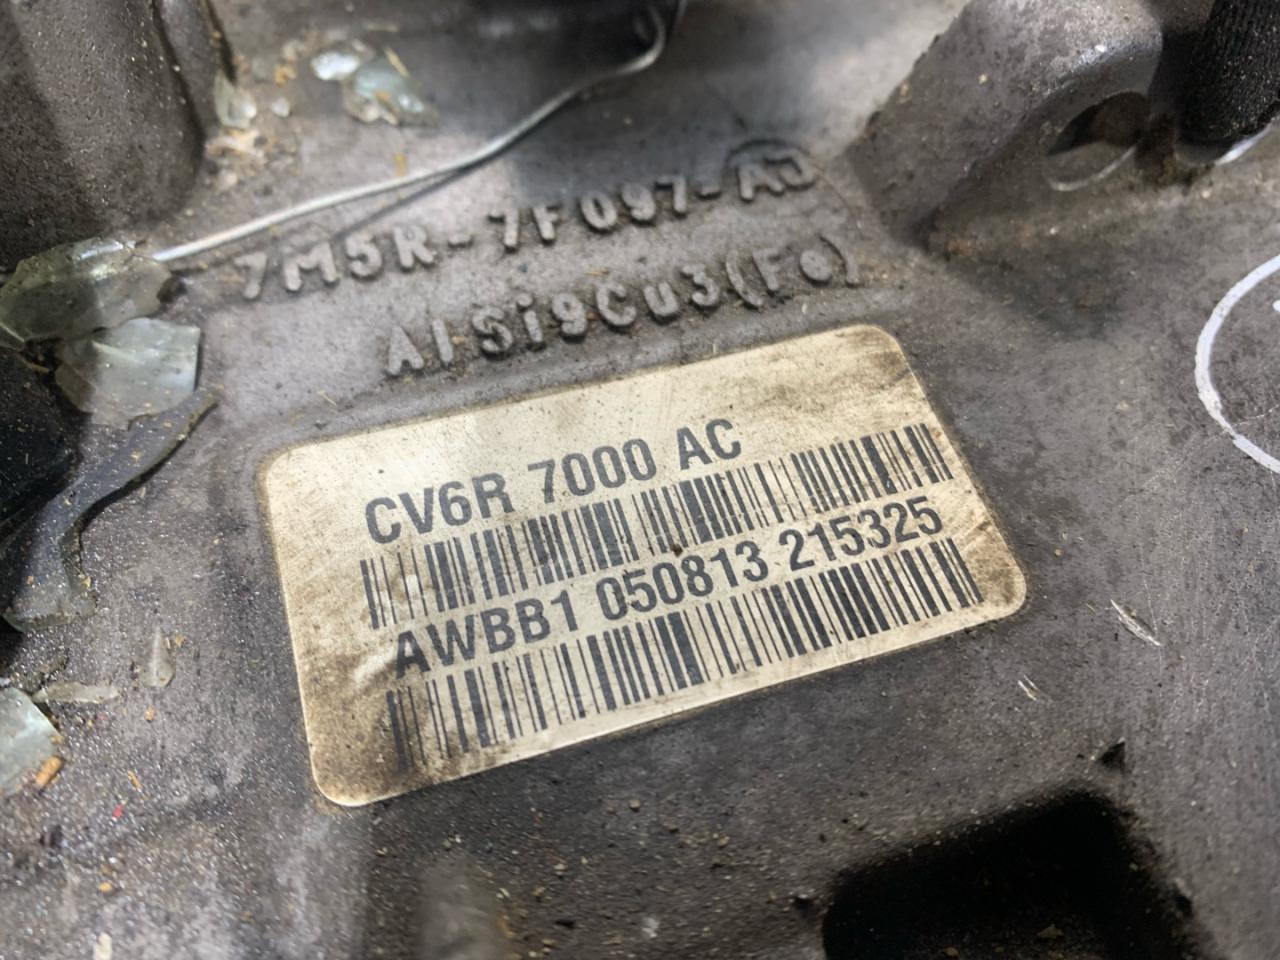 7M5R-7F097-AJ
AlSi9Cu3(Fe)
CV6R 7000 AC
AWBB1 050813 215325